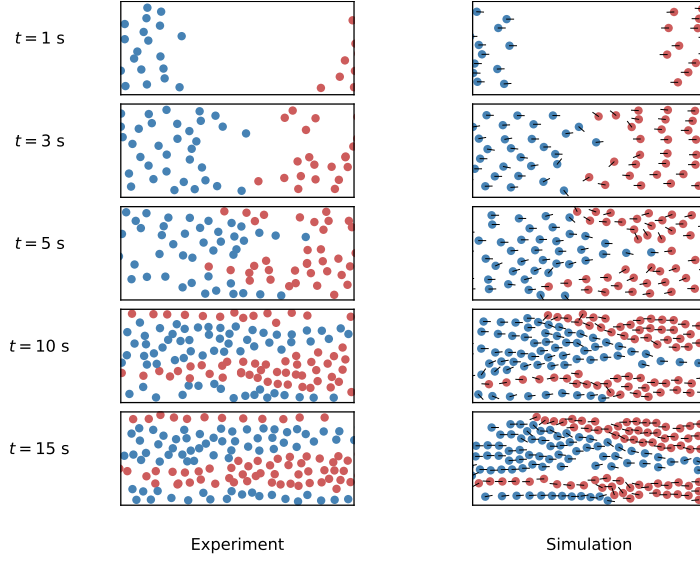 t = 1 s
t = 3 s
t = 5 s
t = 10 s
t = 15 s
Experiment
Simulation